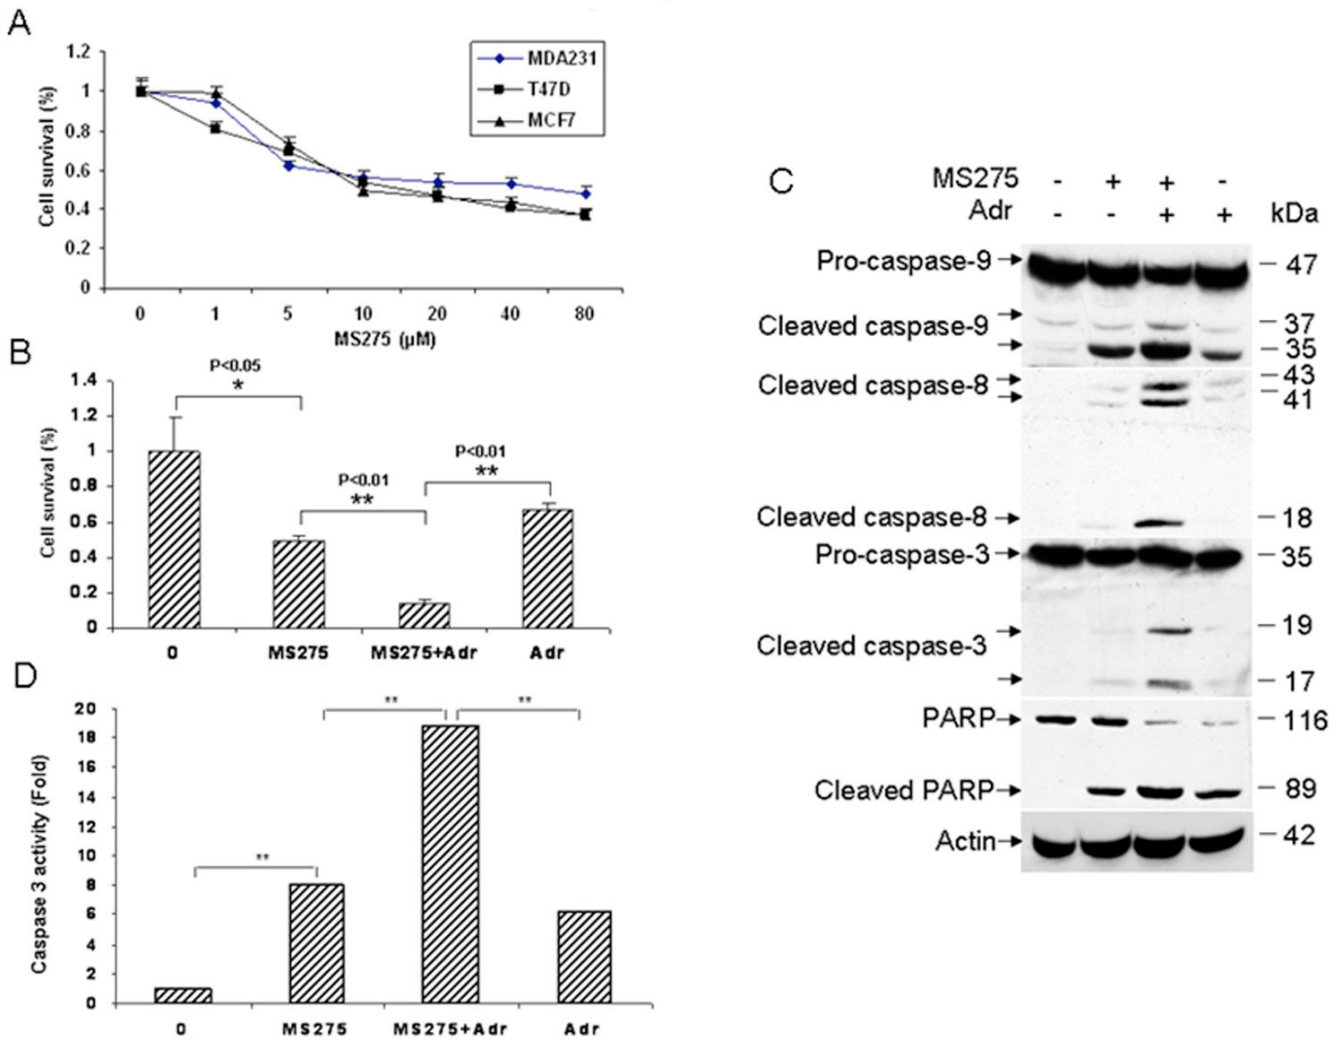 A
1.2
1
0.8
0.6
0.4
0.2
0
Cell survival (%)
MDA231
T47D
MCF7
0 1 5 10 20 40 80
MS275 (µM)
B
P<0.05
*
P<0.01
**
P<0.01
**
1.4
1.2
1
0.8
0.6
0.4
0.2
0
Cell survival (%)
0 MS275 MS275+Adr Adr
D
** **
**
20
18
16
14
12
10
8
6
4
2
0
Caspase 3 activity (Fold)
0 MS275 MS275+Adr Adr
C
MS275 - + + -
Adr - - + + kDa
Pro-caspase-9 47
37
Cleaved caspase-9
35
43
Cleaved caspase-8
41
Cleaved caspase-8 18
Pro-caspase-3 35
19
Cleaved caspase-3
17
PARP 116
Cleaved PARP 89
Actin 42